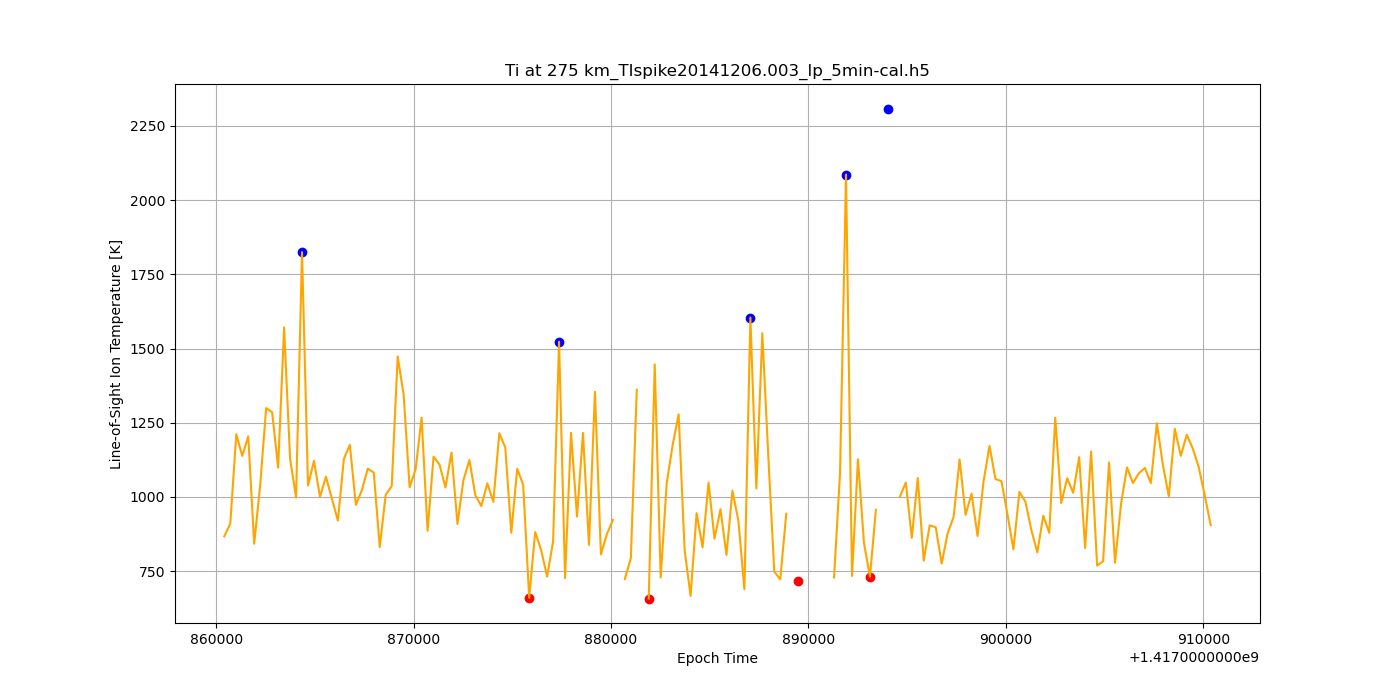 Ti at 275 km_TIspike20141206.003_lp_5min-cal.h5
Line-of-Sight Ion Temperature [K]
2250
2000
1750
1500
1250
1000
750
860000 870000 880000 890000 900000 910000
Epoch Time
+1.4170000000e9